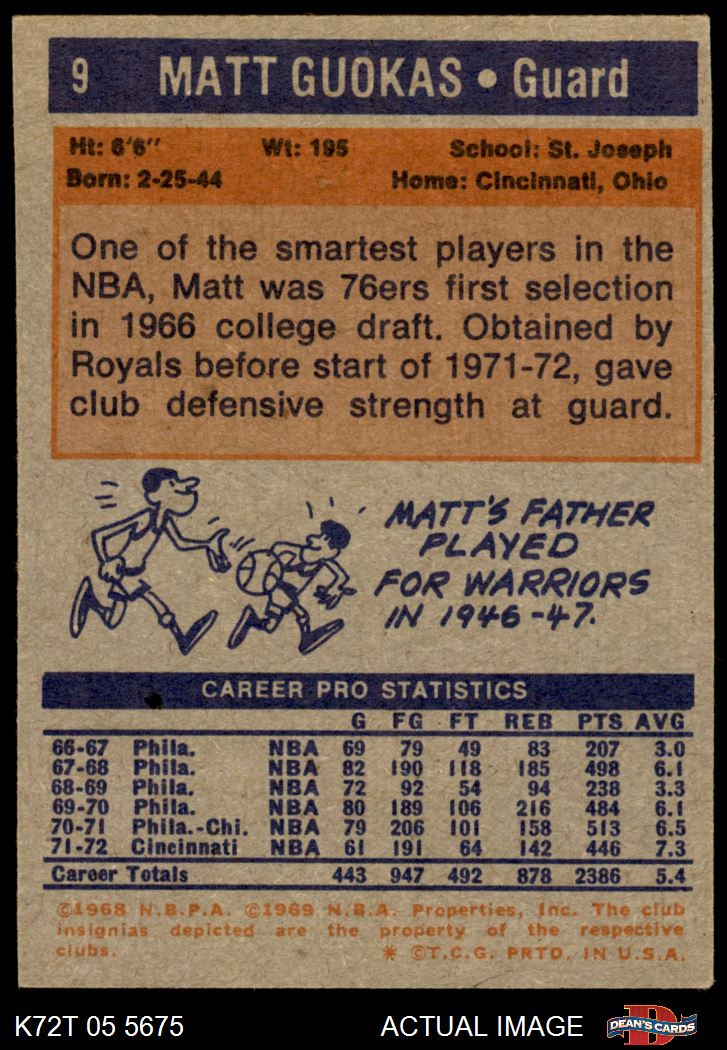 9 MATT GUOKAS • Guard
Ht: 6'6" Wt: 195 School: St. Joseph
Born: 2-25-44 Home: Cincinnati, Ohio
One of the smartest players in the
NBA, Matt was 76ers first selection
in 1966 college draft. Obtained by
Royals before start of 1971-72, gave
club defensive strength at guard.
MATT'S FATHER
PLAYED
FOR WARRIORS
IN 1946-47.
CAREER PRO STATISTICS
G FG FT REB PTS AVG
66-67 Phila. NBA 69 79 49 83 207 3.0
67-68 Phila. NBA 82 190 118 185 498 6.1
68-69 Phila. NBA 72 92 54 94 238 3.3
69-70 Phila. NBA 80 189 106 216 484 6.1
70-71 Phila.-Chi. NBA 79 206 101 158 513 6.5
71-72 Cincinnati NBA 61 191 64 142 446 7.3
Career Totals 443 947 492 878 2386 5.4
©1968 N.B.P.A. ©1969 N.B.A. Properties, Inc. The club
insignias depicted are the property of the respective
clubs. * ©T.C.G. PRTD. IN U.S.A.
K72T 05 5675 ACTUAL IMAGE D DEAN'S CARDS